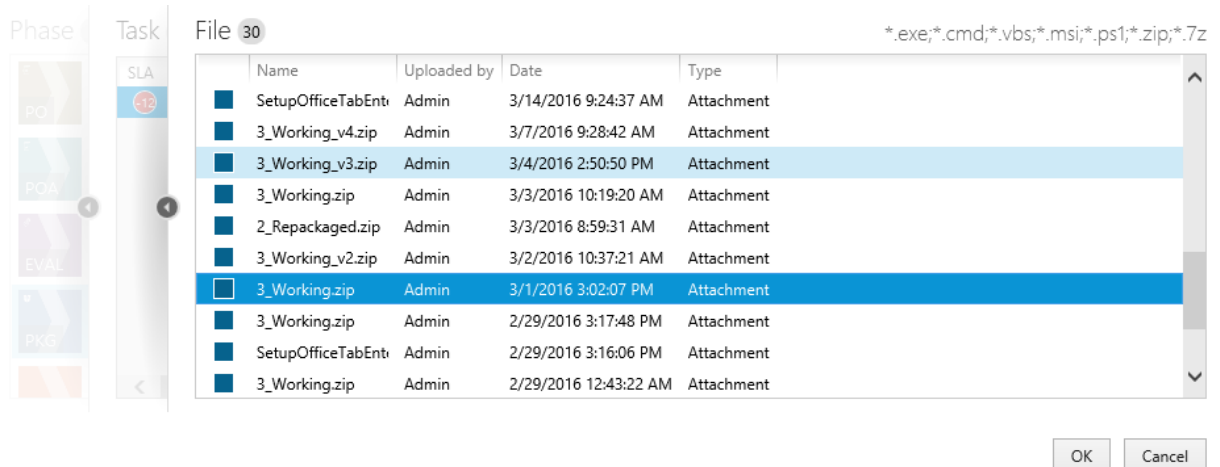 Phase
Task
File 30
*.exe;*.cmd;*.vbs;*.msi;*.ps1;*.zip;*.7z
SLA
Name Uploaded by Date Type
-12
PO
POA
EVAL
PKG
SetupOfficeTabEnt Admin 3/14/2016 9:24:37 AM Attachment
3_Working_v4.zip Admin 3/7/2016 9:28:42 AM Attachment
3_Working_v3.zip Admin 3/4/2016 2:50:50 PM Attachment
3_Working.zip Admin 3/3/2016 10:19:20 AM Attachment
2_Repackaged.zip Admin 3/3/2016 8:59:31 AM Attachment
3_Working_v2.zip Admin 3/2/2016 10:37:21 AM Attachment
3_Working.zip Admin 3/1/2016 3:02:07 PM Attachment
3_Working.zip Admin 2/29/2016 3:17:48 PM Attachment
SetupOfficeTabEnt Admin 2/29/2016 3:16:06 PM Attachment
3_Working.zip Admin 2/29/2016 12:43:22 AM Attachment
OK Cancel